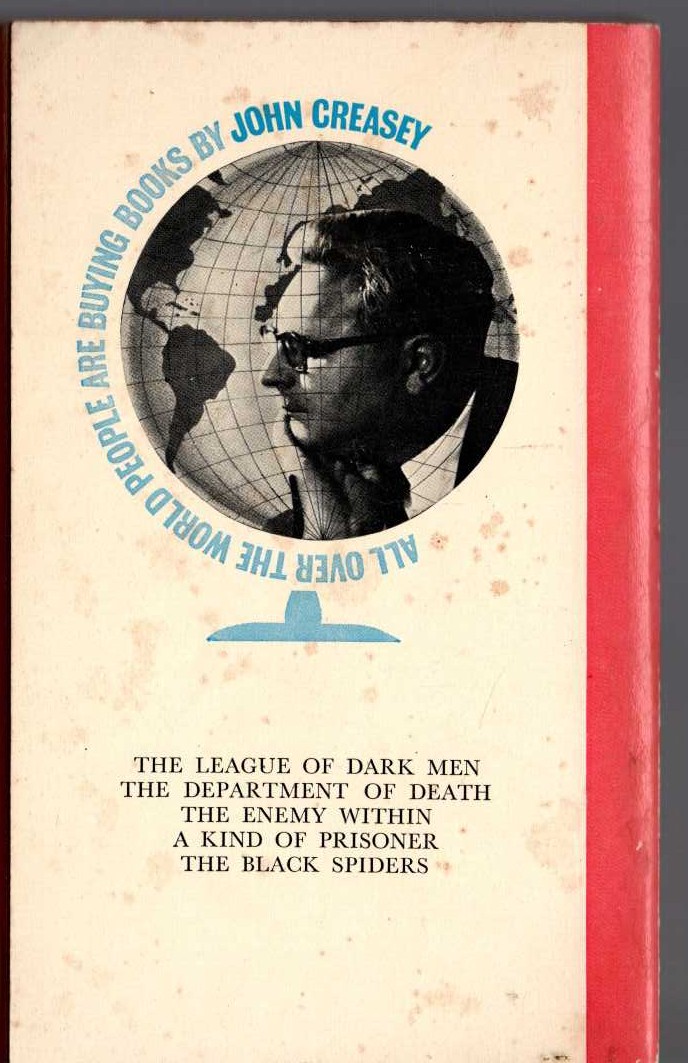 ALL OVER THE WORLD PEOPLE ARE BUYING BOOKS BY JOHN CREASEY
THE LEAGUE OF DARK MEN
THE DEPARTMENT OF DEATH
THE ENEMY WITHIN
A KIND OF PRISONER
THE BLACK SPIDERS